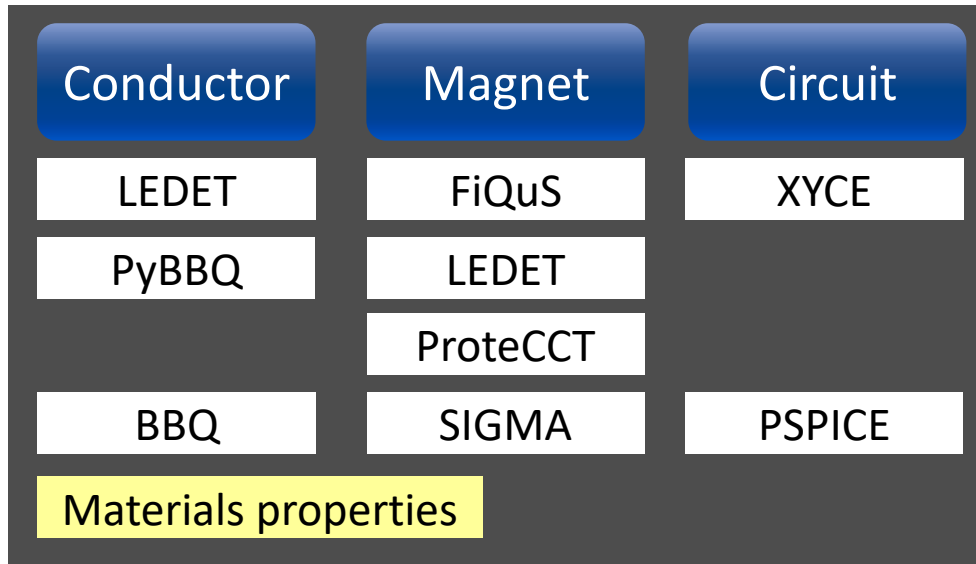 Conductor
Magnet
Circuit
LEDET
FiQuS
XYCE
PyBBQ
LEDET
ProteCCT
BBQ
SIGMA
PSPICE
Materials properties